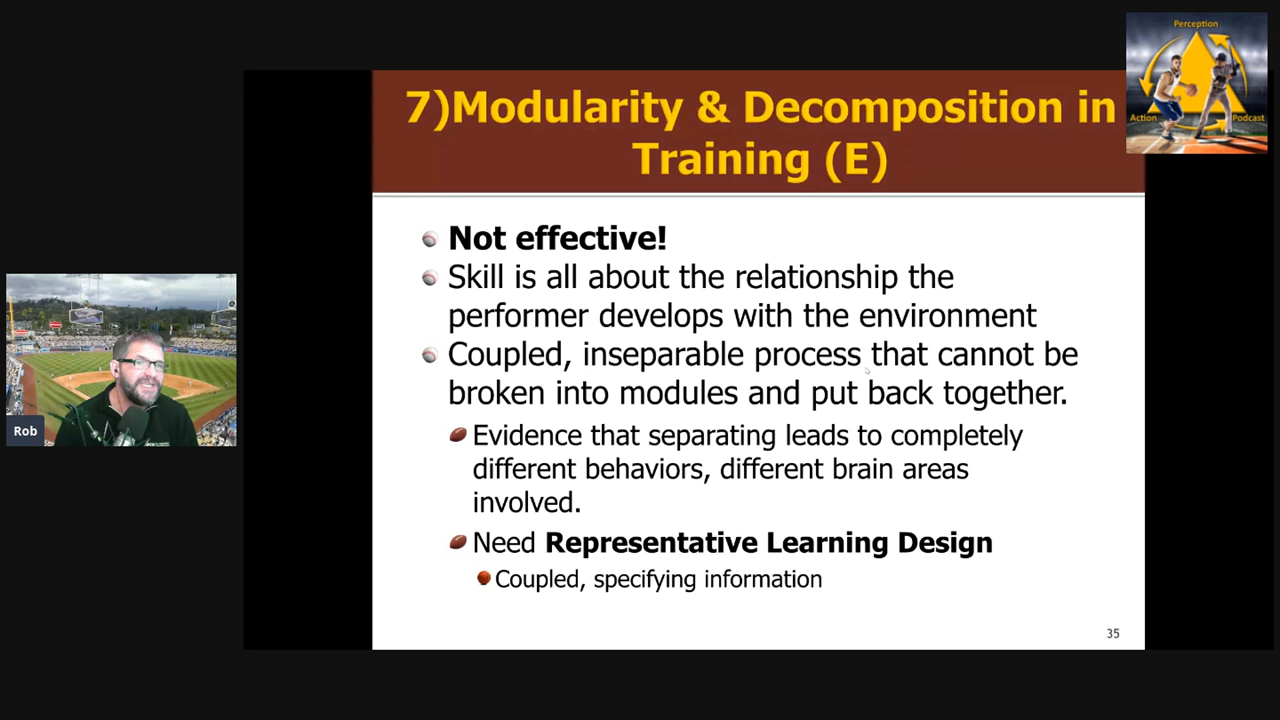 Perception
Action
Podcast
7)Modularity & Decomposition in
Training (E)
Not effective!
Skill is all about the relationship the
performer develops with the environment
Coupled, inseparable process that cannot be
broken into modules and put back together.
Evidence that separating leads to completely
different behaviors, different brain areas
involved.
Need Representative Learning Design
Coupled, specifying information
35
Rob